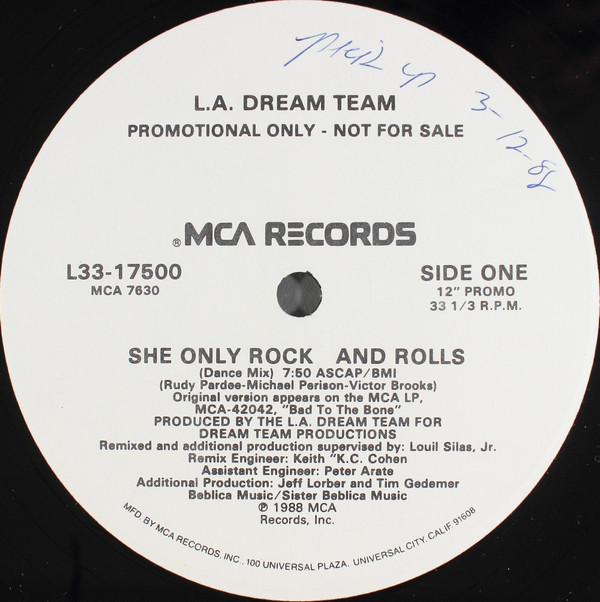 Pick up
3-12-88
L.A. DREAM TEAM
PROMOTIONAL ONLY - NOT FOR SALE
®MCA RECORDS
L33-17500
MCA 7630
SIDE ONE
12" PROMO
33 1/3 R.P.M.
SHE ONLY ROCK AND ROLLS
(Dance Mix) 7:50 ASCAP/BMI
(Rudy Pardee-Michael Perison-Victor Brooks)
Original version appears on the MCA LP,
MCA-42042, "Bad To The Bone"
PRODUCED BY THE L.A. DREAM TEAM FOR
DREAM TEAM PRODUCTIONS
Remixed and additional production supervised by: Louil Silas, Jr.
Remix Engineer: Keith "K.C. Cohen
Assistant Engineer: Peter Arate
Additional Production: Jeff Lorber and Tim Gedemer
Beblica Music/Sister Beblica Music
℗ 1988 MCA
Records, Inc.
MFD. BY MCA RECORDS, INC., 100 UNIVERSAL PLAZA, UNIVERSAL CITY, CALIF. 91608